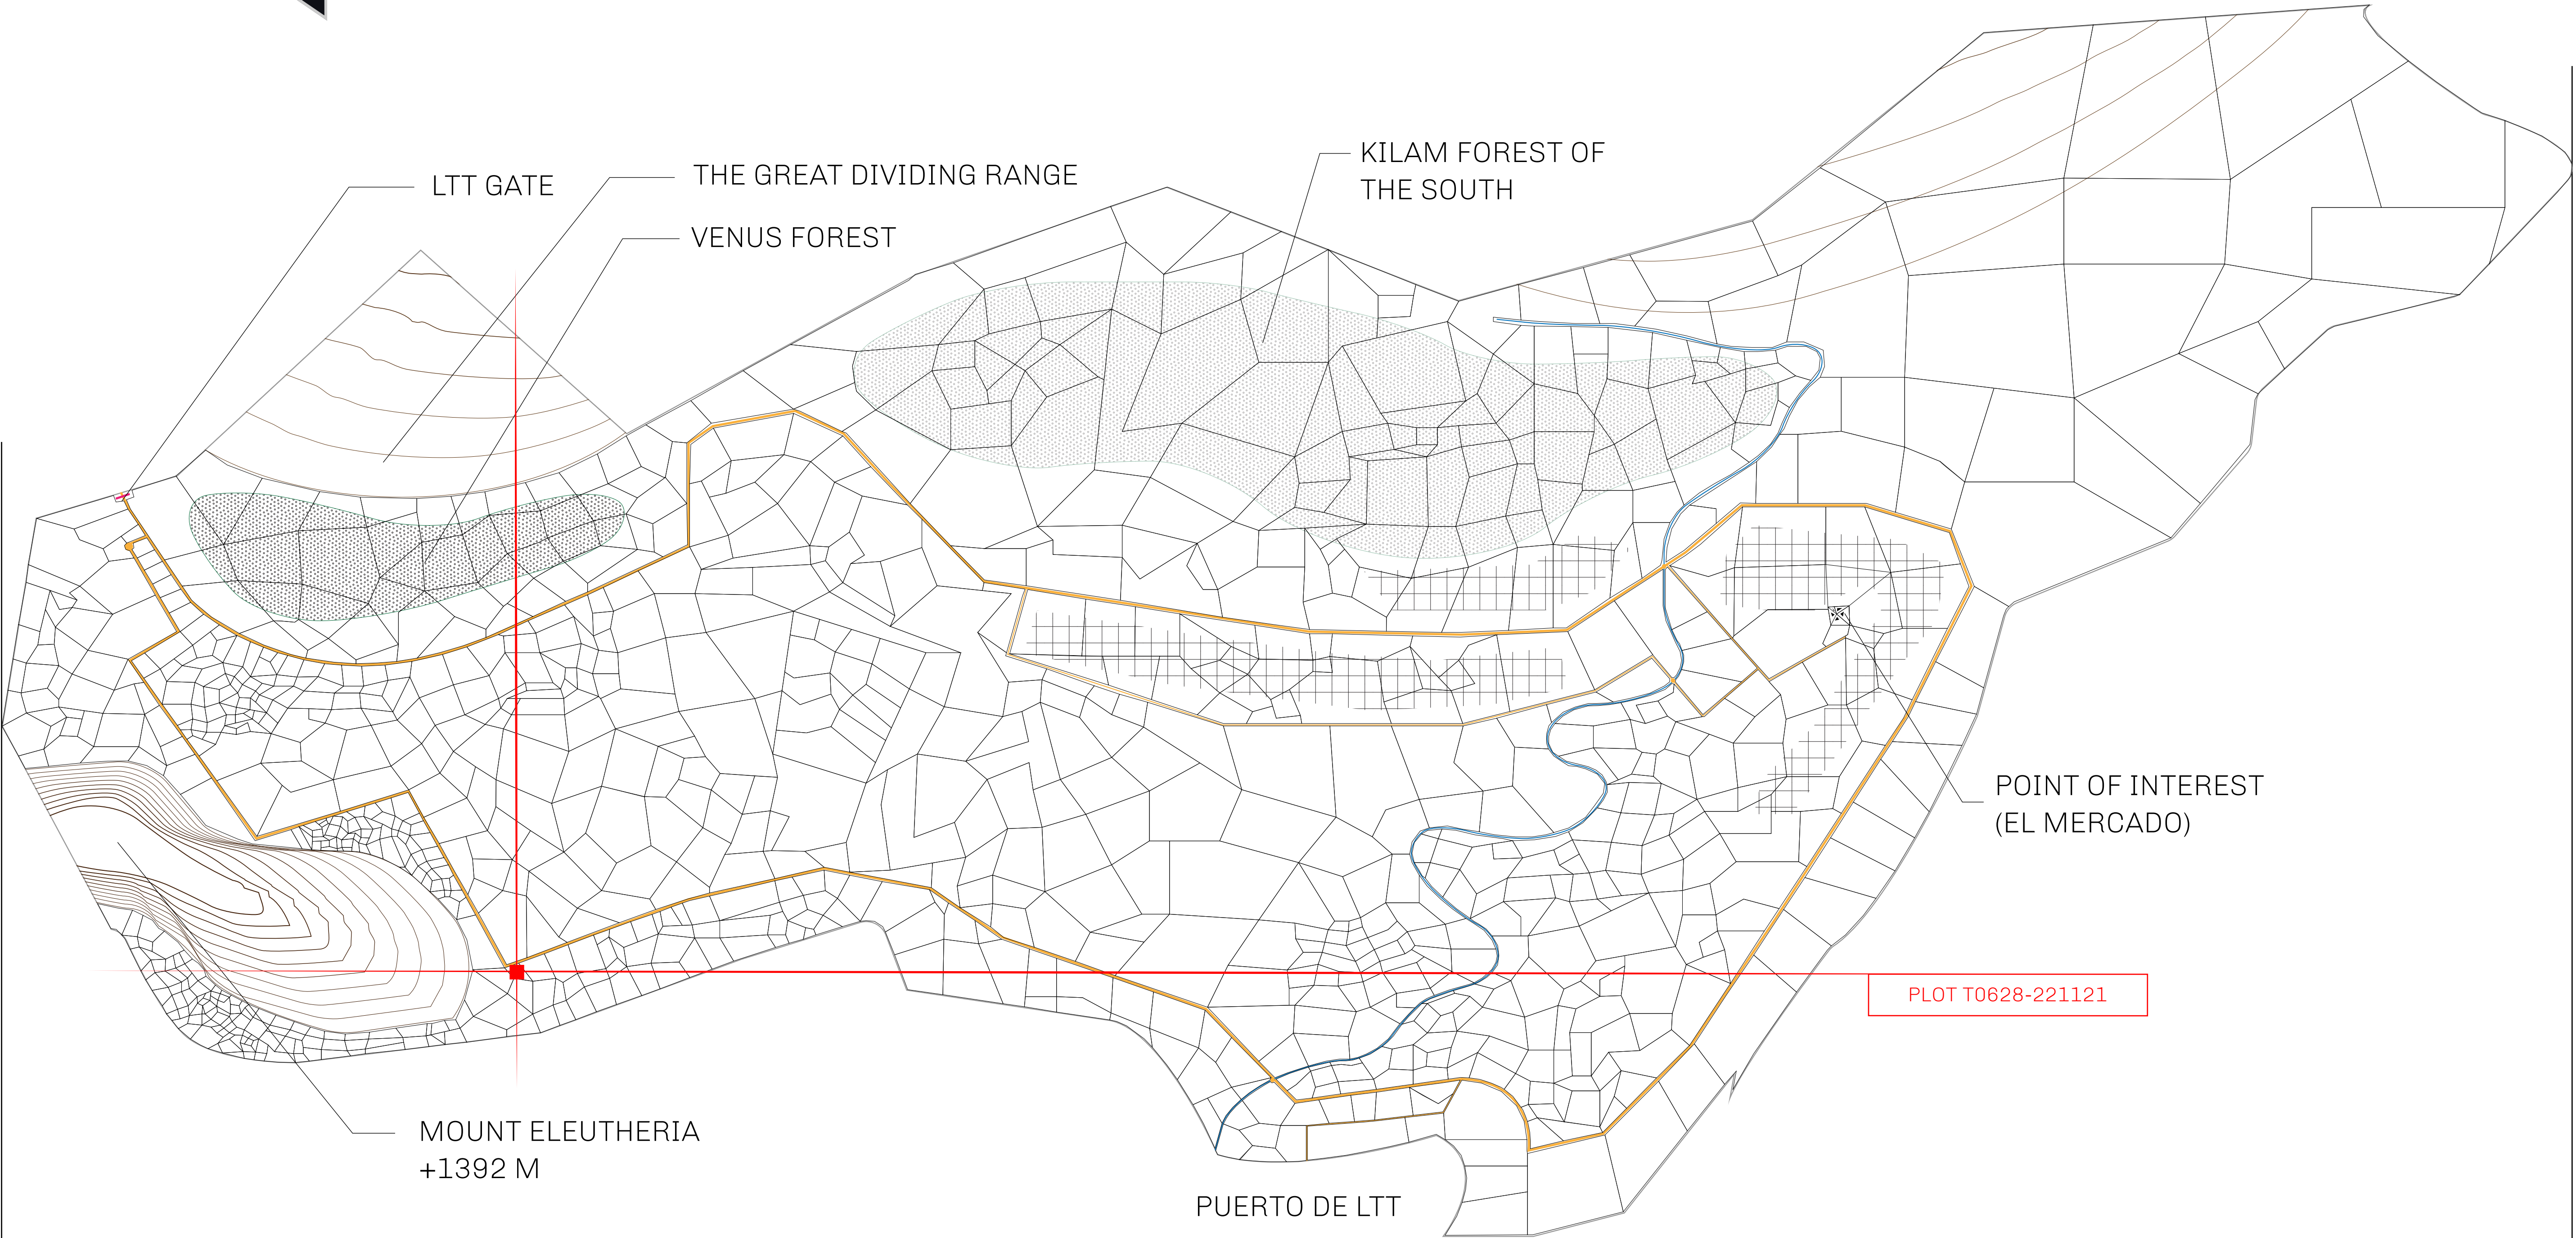 KILAM FOREST OF
THE SOUTH
LTT GATE
THE GREAT DIVIDING RANGE
VENUS FOREST
POINT OF INTEREST
(EL MERCADO)
PLOT T0628-221121
MOUNT ELEUTHERIA
+1392 M
PUERTO DE LTT